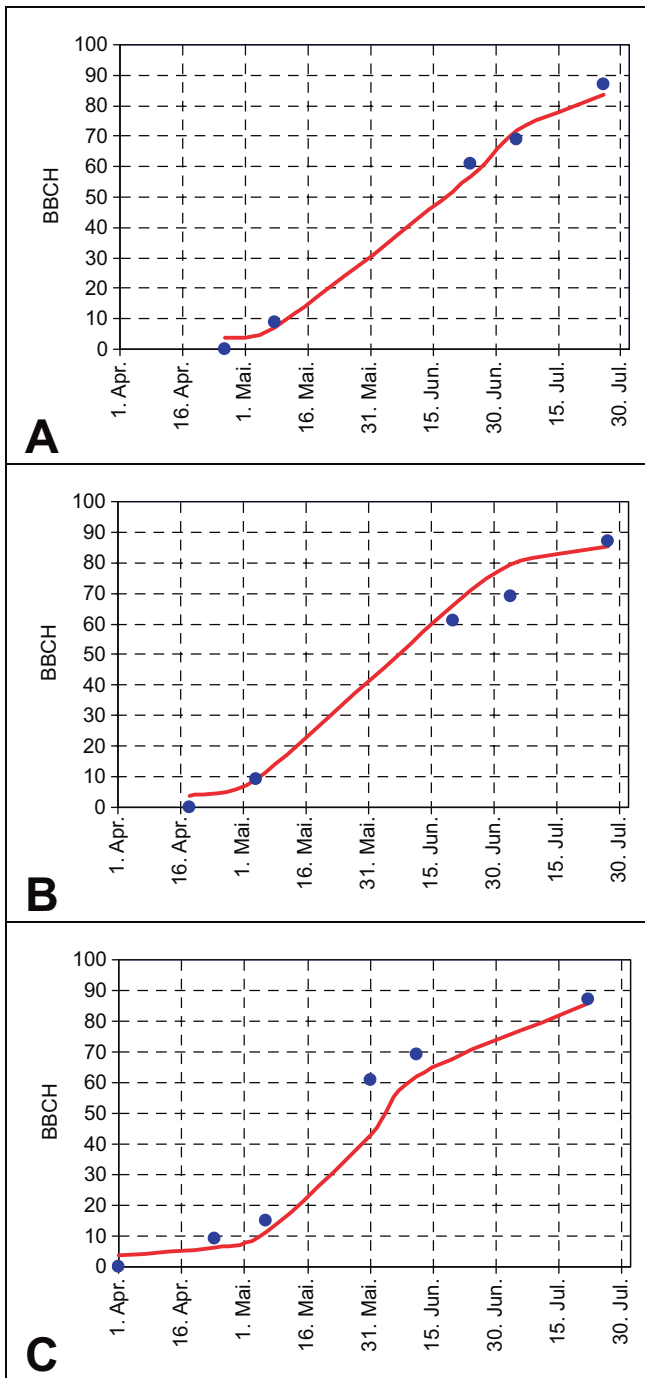 100
90
80
70
60
50
40
30
20
10
0
BBCH
1. Apr.
16. Apr.
1. Mai.
16. Mai.
31. Mai.
15. Jun.
30. Jun.
15. Jul.
30. Jul.
A
100
90
80
70
60
50
40
30
20
10
0
BBCH
1. Apr.
16. Apr.
1. Mai.
16. Mai.
31. Mai.
15. Jun.
30. Jun.
15. Jul.
30. Jul.
B
100
90
80
70
60
50
40
30
20
10
0
BBCH
1. Apr.
16. Apr.
1. Mai.
16. Mai.
31. Mai.
15. Jun.
30. Jun.
15. Jul.
30. Jul.
C